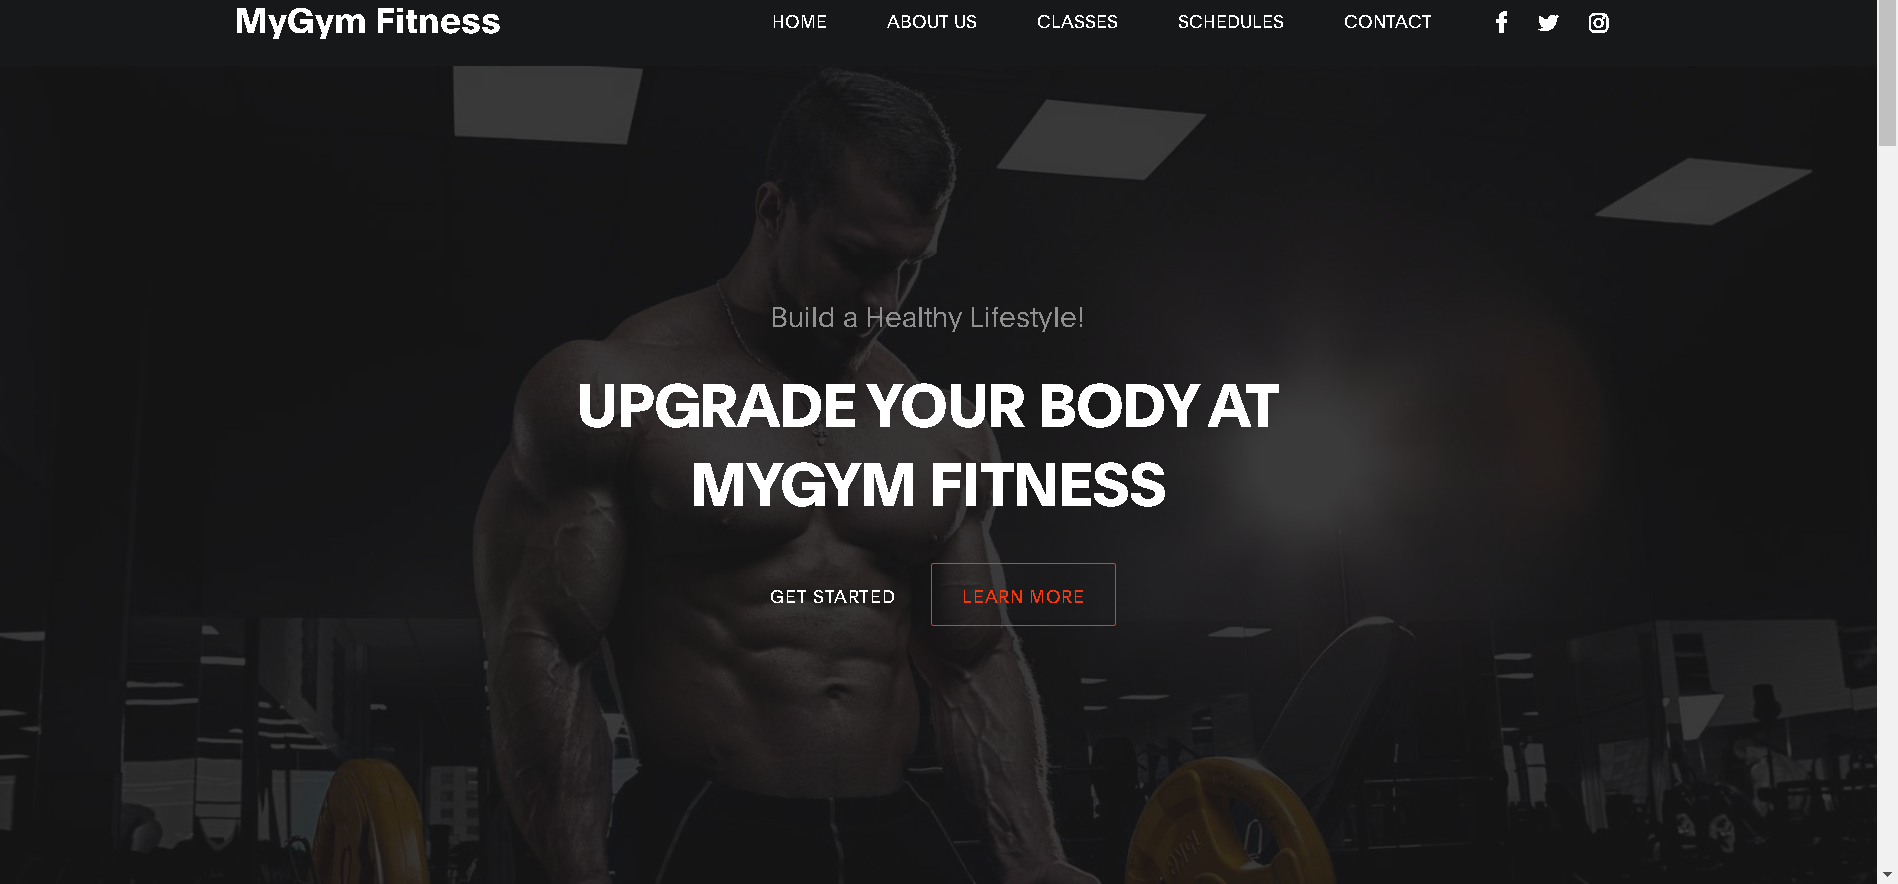 MyGym Fitness
HOME ABOUT US CLASSES SCHEDULES CONTACT
Build a Healthy Lifestyle!
UPGRADE YOUR BODY AT
MYGYM FITNESS
GET STARTED LEARN MORE
15KG